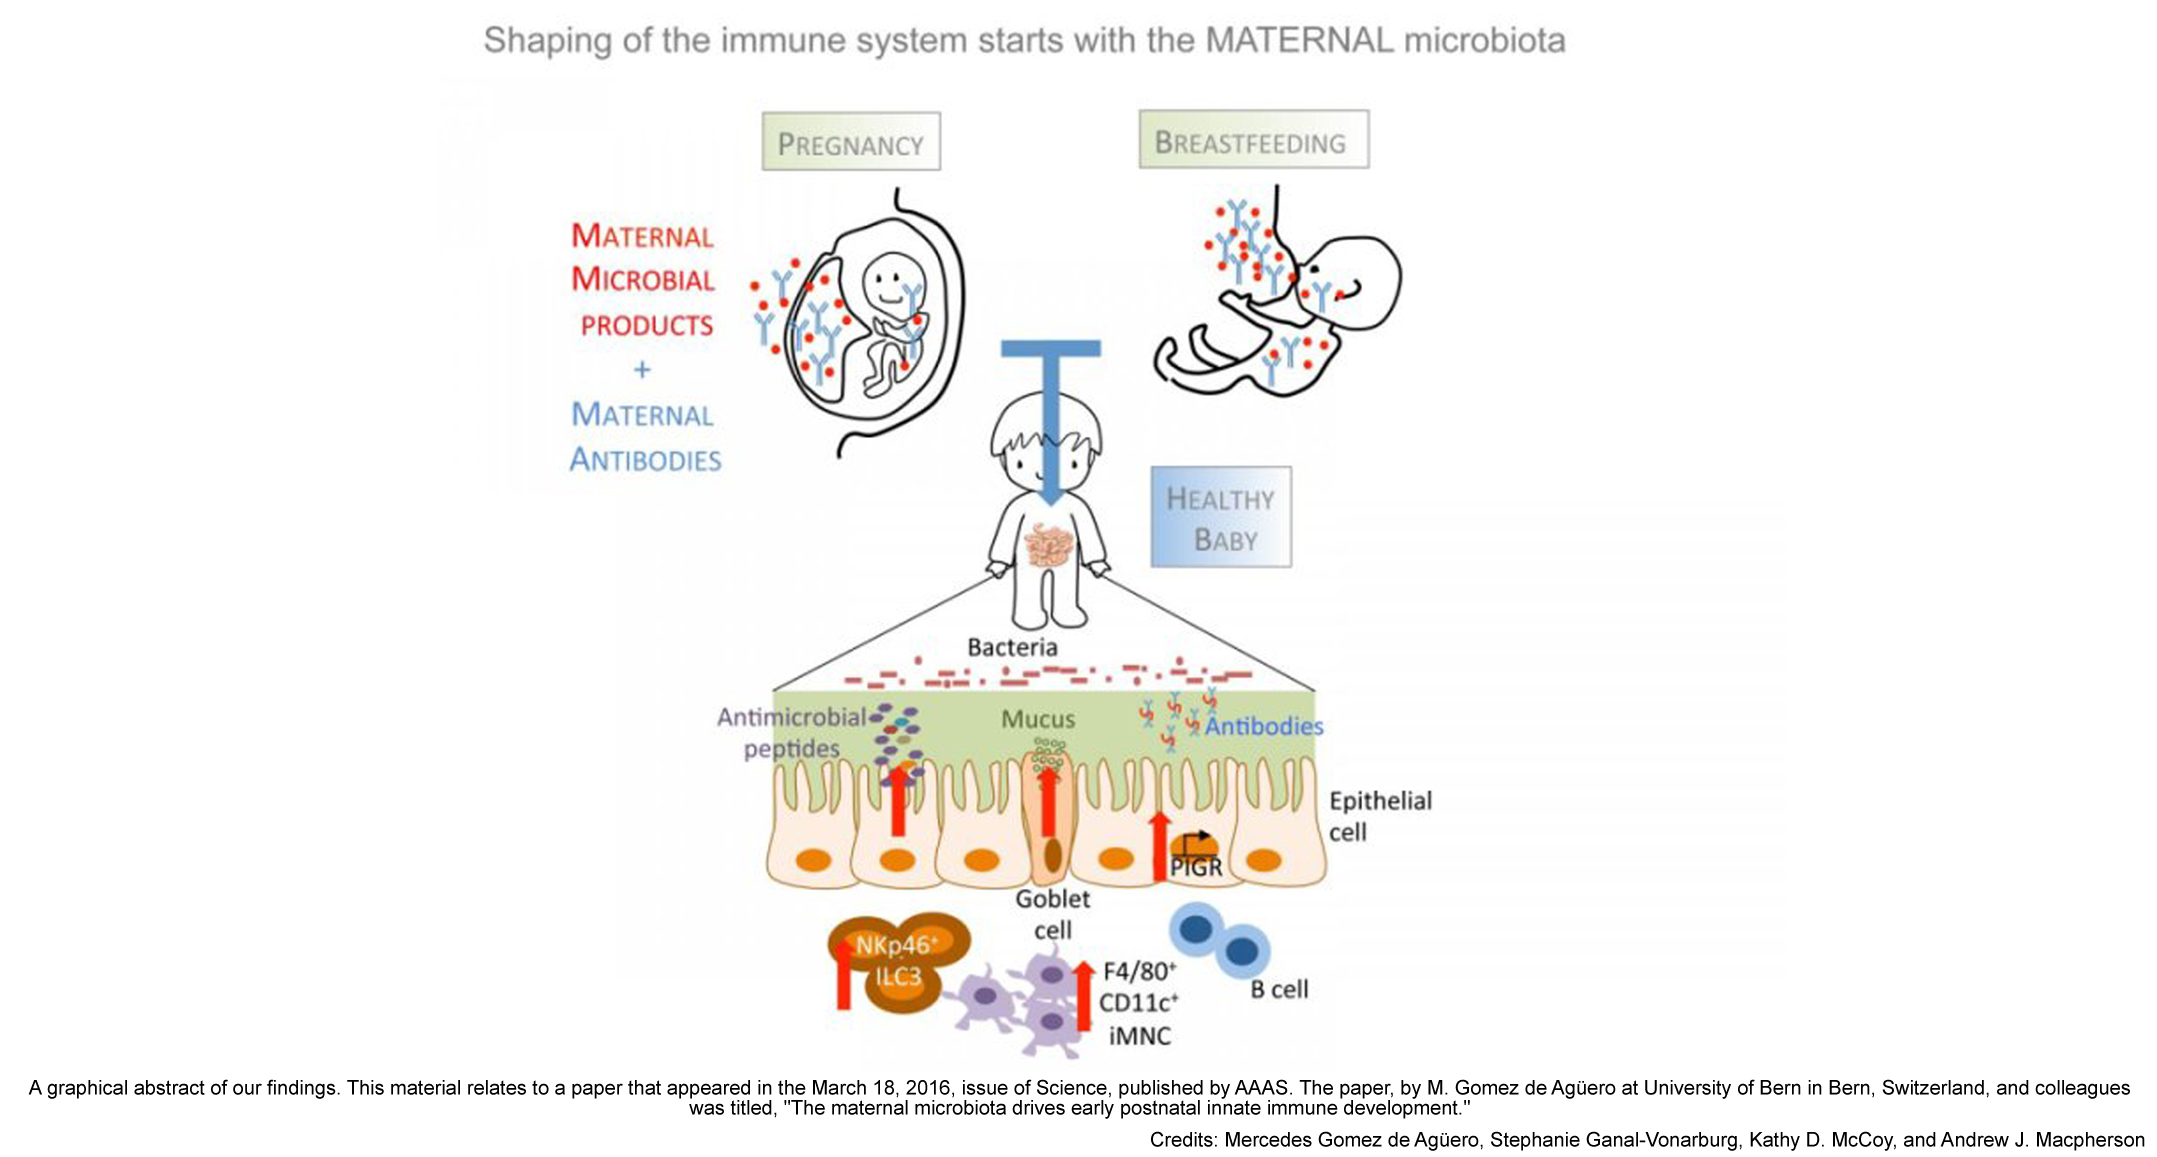 Shaping of the immune system starts with the MATERNAL microbiota
PREGNANCY
BREASTFEEDING
MATERNAL
MICROBIAL
PRODUCTS
+
MATERNAL
ANTIBODIES
HEALTHY
BABY
Bacteria
Antimicrobial
peptides
Mucus
Antibodies
Epithelial
cell
PIGR
Goblet
cell
NKp46⁺
ILC3
F4/80⁺
CD11c⁺
iMNC
B cell
A graphical abstract of our findings. This material relates to a paper that appeared in the March 18, 2016, issue of Science, published by AAAS. The paper, by M. Gomez de Agüero at University of Bern in Bern, Switzerland, and colleagues
was titled, "The maternal microbiota drives early postnatal innate immune development."
Credits: Mercedes Gomez de Agüero, Stephanie Ganal-Vonarburg, Kathy D. McCoy, and Andrew J. Macpherson